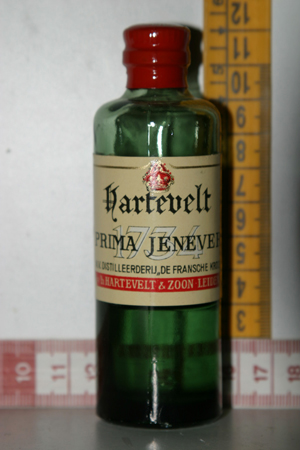 Hartevelt
1734
PRIMA JENEVE
DISTILLEERDERIJ, DE FRANSCHE
HARTEVELT & ZOON
12
11
10
9
8
7
6
5
4
3
10 11 12 17 18